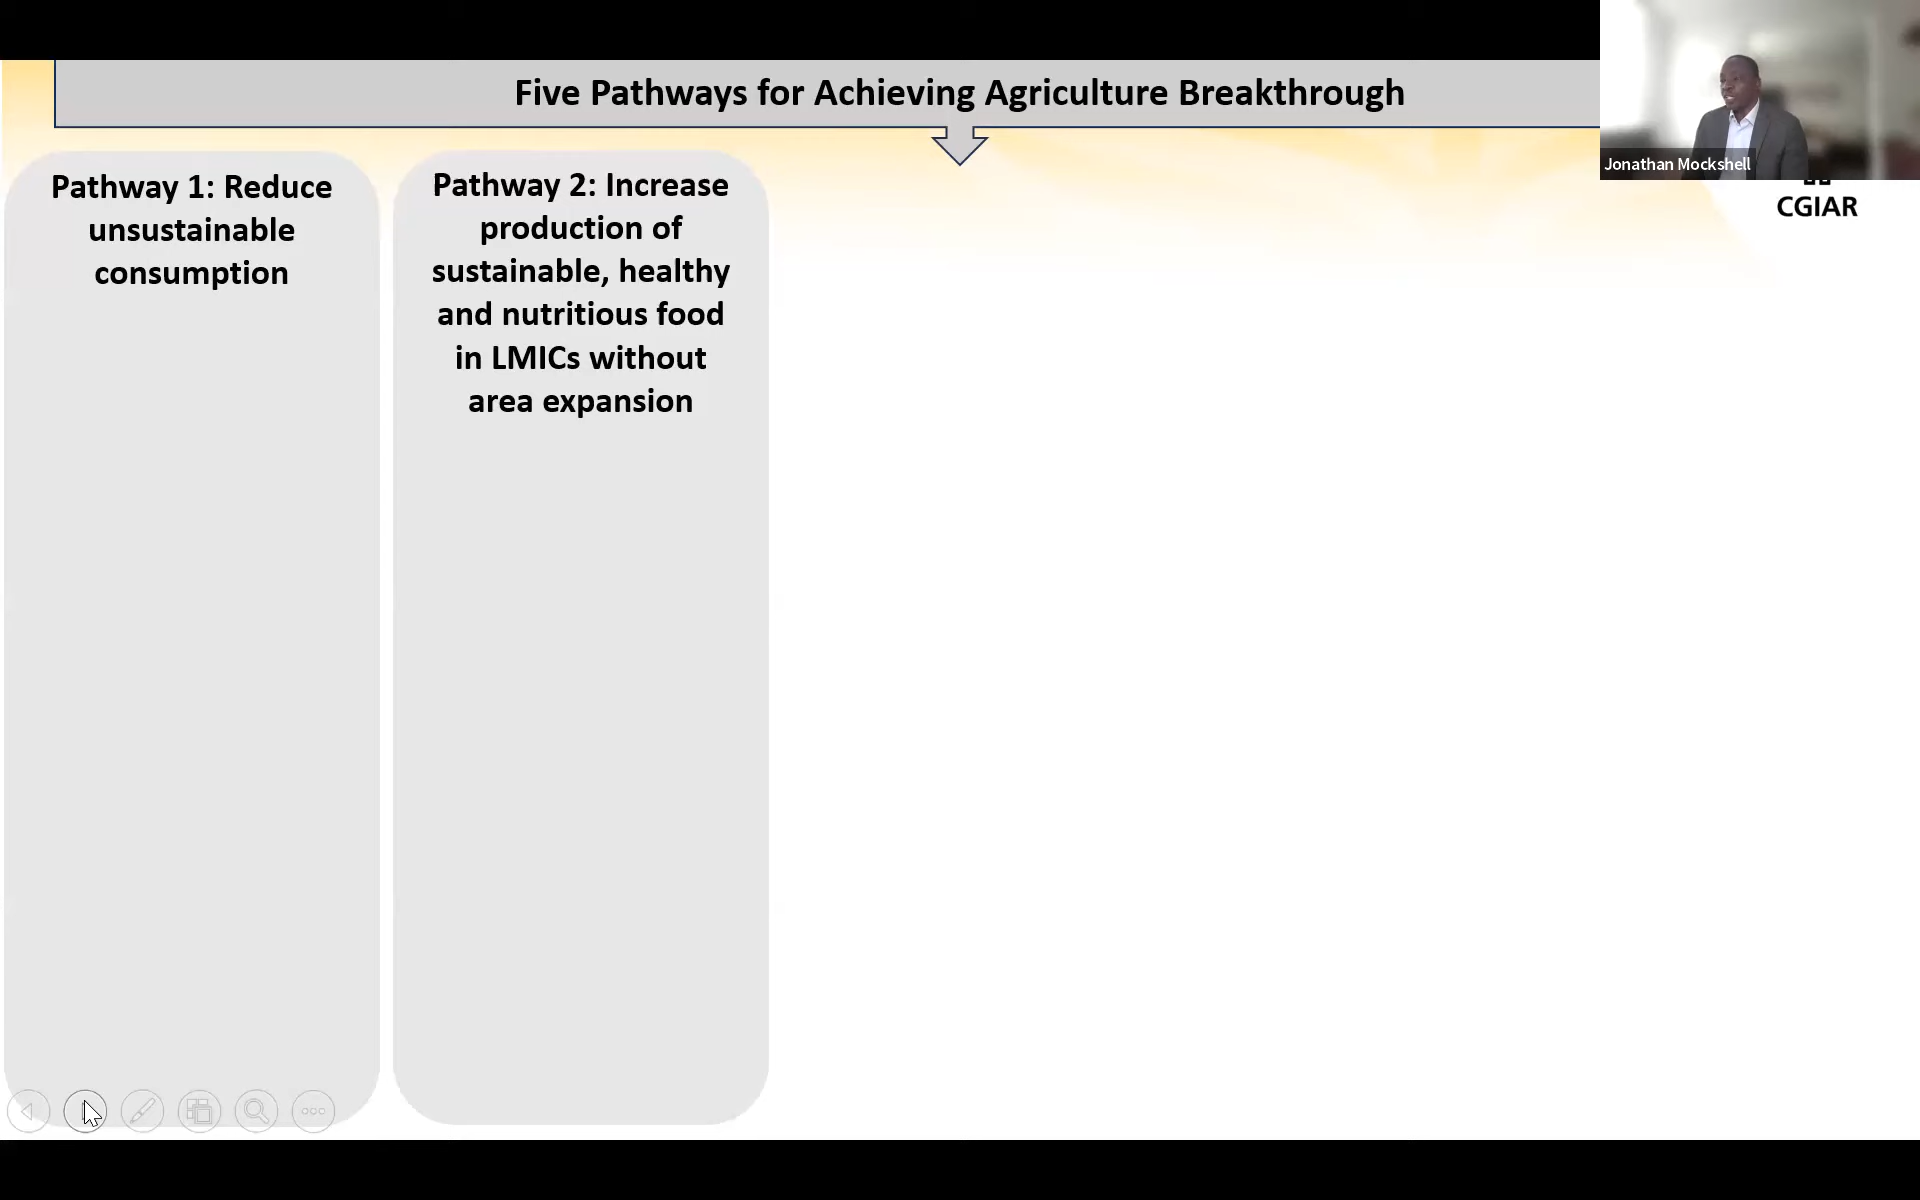 Five Pathways for Achieving Agriculture Breakthrough
Jonathan Mockshell
CGIAR
Pathway 1: Reduce
unsustainable
consumption
Pathway 2: Increase
production of
sustainable, healthy
and nutritious food
in LMICs without
area expansion